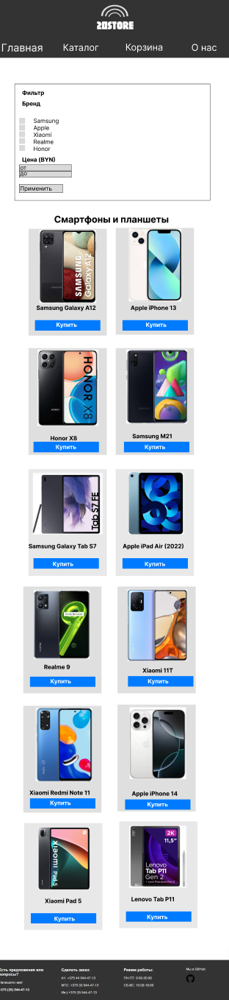 20STORE
Главная Каталог Корзина О нас
Фильтр
Бренд
Samsung
Apple
Xiaomi
Realme
Honor
Цена (BYN)
от
до
Применить
Смартфоны и планшеты
SAMSUNG
Galaxy A12
Samsung Galaxy A12
Купить
Apple iPhone 13
Купить
HONOR X8
Honor X8
Купить
Samsung M21
Купить
Tab S7 FE
Samsung Galaxy Tab S7
Купить
Apple iPad Air (2022)
Купить
Realme 9
Купить
Xiaomi 11T
Купить
Xiaomi Redmi Note 11
Купить
Apple iPhone 14
Купить
xiaomi
Pad 5
Xiaomi Pad 5
Купить
2K
11,5"
Lenovo
Tab P11
Gen 2
Lenovo Tab P11
Купить
Есть предложения или
вопросы?
Напишите нам!
+375 (25) 544-47-13
Сделать заказ:
A1: +375 44 544-47-13
МТС: +375 33 544-47-13
life:) +375 25 544-47-13
Режим работы:
ПН-ПТ: 9:00-20:00
СБ-ВС: 10:00-18:00
Мы в GitHub